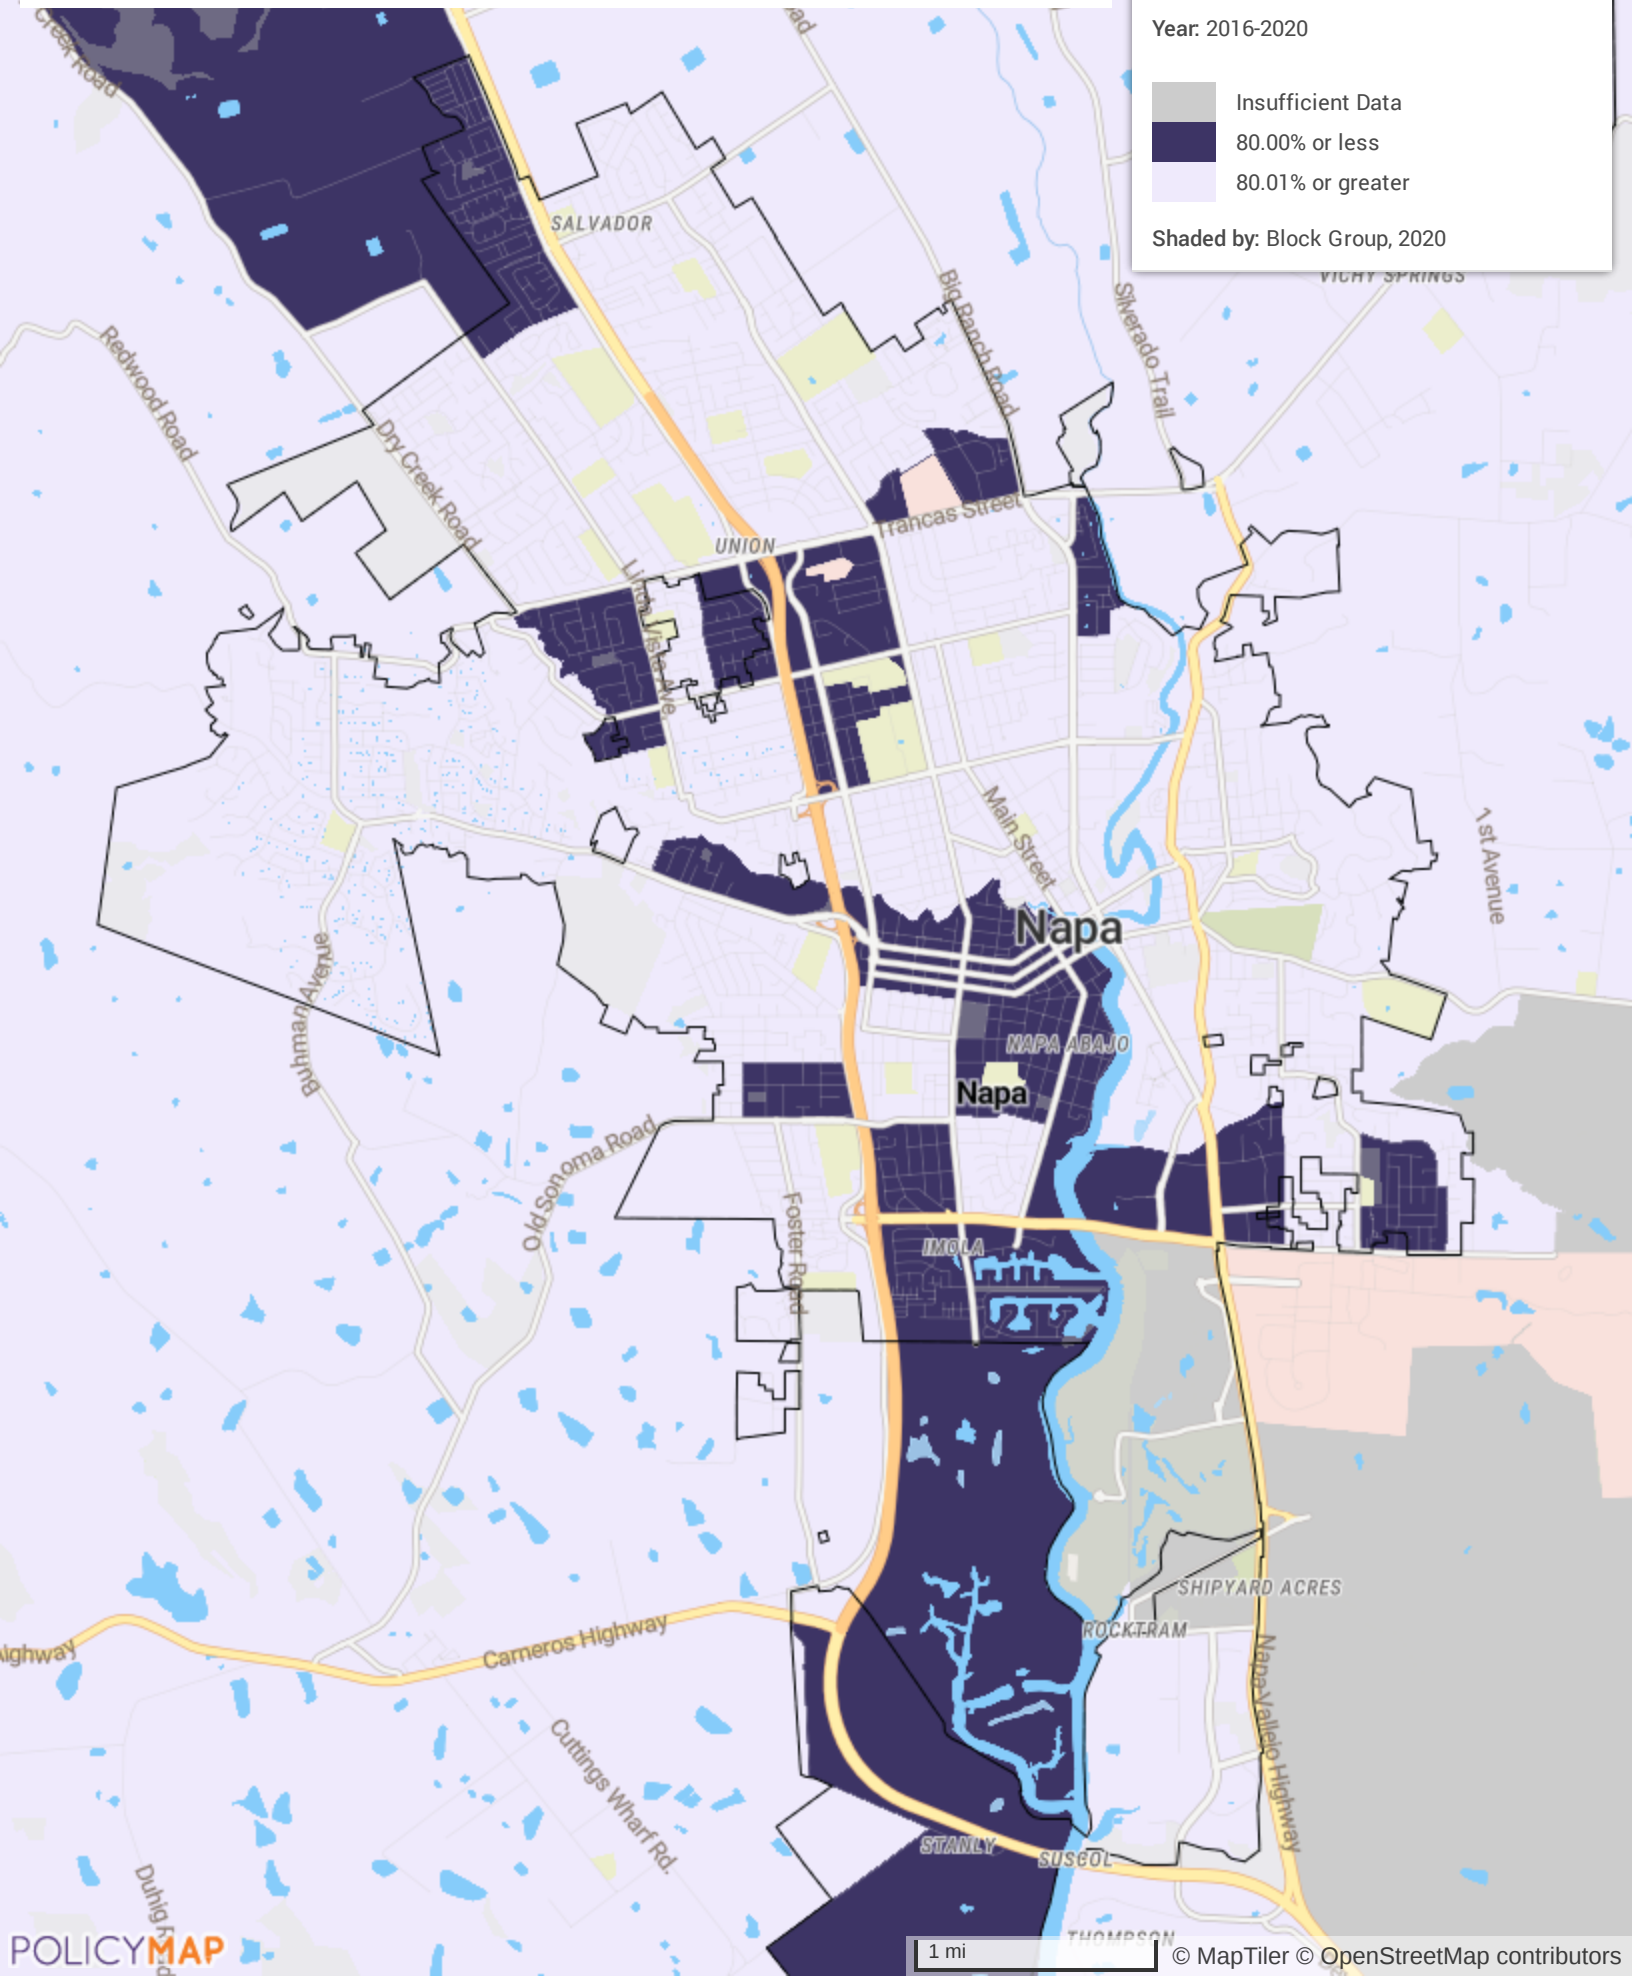 Year: 2016-2020
Insufficient Data
80.00% or less
80.01% or greater
Shaded by: Block Group, 2020
Creek Road
SALVADOR
VICHY SPRINGS
Big Ranch Road
Silverado Trail
Redwood Road
Dry Creek Road
Trancas Street
UNION
Linda Vista Ave.
Main Street
1st Avenue
Napa
Buhman Avenue
NAPA ABAJO
Napa
Old Sonoma Road
Foster Road
IMOLA
SHIPYARD ACRES
ROCKTRAM
Carneros Highway
Napa-Vallejo Highway
Cuttings Wharf Rd.
STANLY
SUSCOL
Duhig
THOMPSON
POLICYMAP
1 mi
© MapTiler © OpenStreetMap contributors